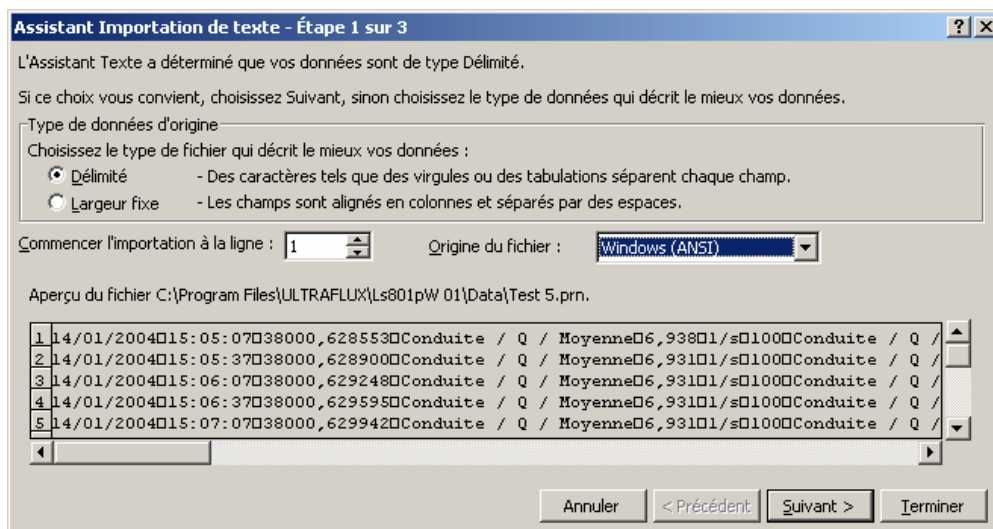 Assistant Importation de texte - Étape 1 sur 3
L'Assistant Texte a déterminé que vos données sont de type Délimité.
Si ce choix vous convient, choisissez Suivant, sinon choisissez le type de données qui décrit le mieux vos données.
Type de données d'origine
Choisissez le type de fichier qui décrit le mieux vos données :
Délimité - Des caractères tels que des virgules ou des tabulations séparent chaque champ.
Largeur fixe - Les champs sont alignés en colonnes et séparés par des espaces.
Commencer l'importation à la ligne : 1 Origine du fichier : Windows (ANSI)
Aperçu du fichier C:\Program Files\ULTRAFLUX\Ls801pW 01\Data\Test 5.prn.
1 14/01/2004□15:05:07□38000,628553□Conduite / Q / Moyenne□6,938□l/s□100□Conduite / Q /
2 14/01/2004□15:05:37□38000,628900□Conduite / Q / Moyenne□6,931□l/s□100□Conduite / Q /
3 14/01/2004□15:06:07□38000,629248□Conduite / Q / Moyenne□6,931□l/s□100□Conduite / Q /
4 14/01/2004□15:06:37□38000,629595□Conduite / Q / Moyenne□6,931□l/s□100□Conduite / Q /
5 14/01/2004□15:07:07□38000,629942□Conduite / Q / Moyenne□6,931□l/s□100□Conduite / Q /
Annuler < Précédent Suivant > Terminer